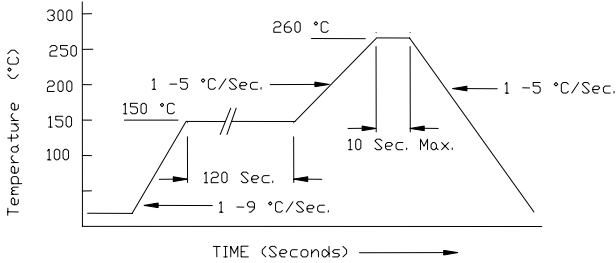 300
260 °C
250
200
1 -5 °C/Sec.
1 -5 °C/Sec.
150 °C
150
10 Sec. Max.
100
120 Sec.
1 -9 °C/Sec.
Temperature (°C)
TIME (Seconds)